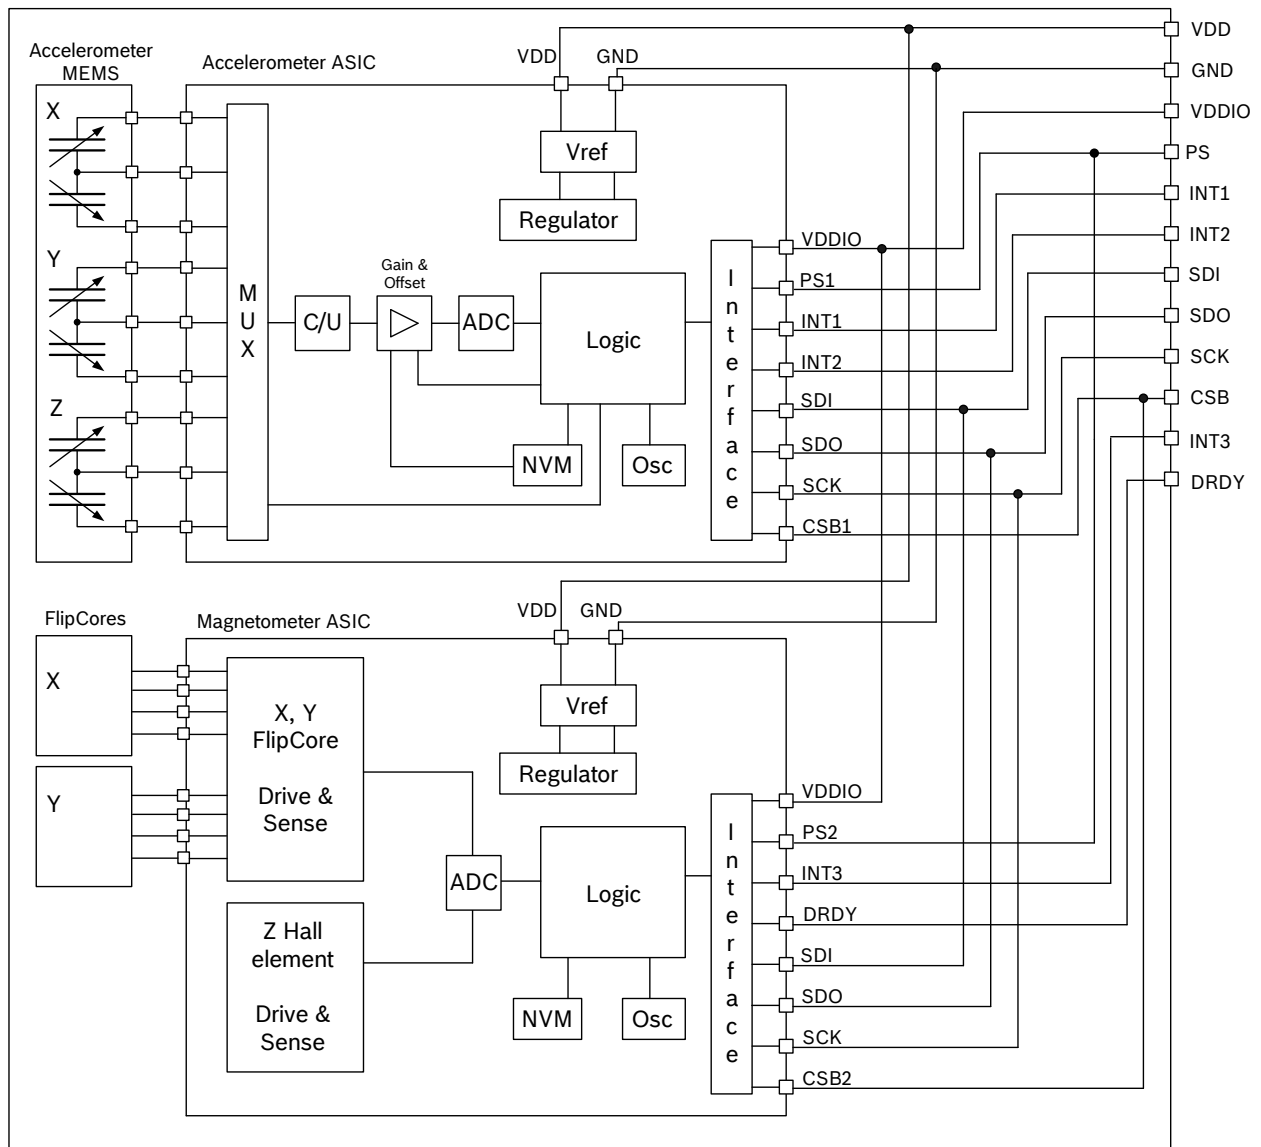 Accelerometer
MEMS
X
Y
Z
Accelerometer ASIC
VDD
GND
Vref
Regulator
M
U
X
C/U
Gain &
Offset
ADC
Logic
NVM
Osc
I
n
t
e
r
f
a
c
e
VDDIO
PS1
INT1
INT2
SDI
SDO
SCK
CSB1
VDD
GND
VDDIO
PS
INT1
INT2
SDI
SDO
SCK
CSB
INT3
DRDY
FlipCores
X
Y
Magnetometer ASIC
VDD
GND
X, Y
FlipCore
Drive &
Sense
Z Hall
element
Drive &
Sense
Vref
Regulator
ADC
Logic
NVM
Osc
I
n
t
e
r
f
a
c
e
VDDIO
PS2
INT3
DRDY
SDI
SDO
SCK
CSB2